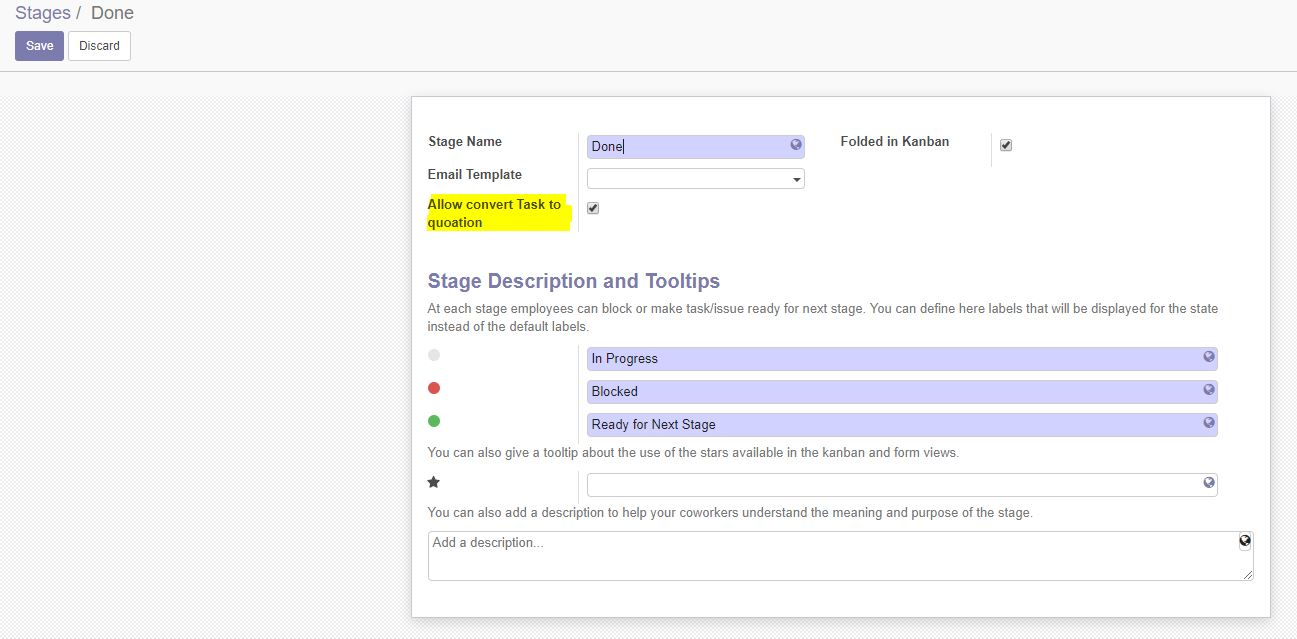 Stages / Done
Save Discard
Stage Name
Done
Folded in Kanban
Email Template
Allow convert Task to
quoation
Stage Description and Tooltips
At each stage employees can block or make task/issue ready for next stage. You can define here labels that will be displayed for the state
instead of the default labels.
In Progress
Blocked
Ready for Next Stage
You can also give a tooltip about the use of the stars available in the kanban and form views.
You can also add a description to help your coworkers understand the meaning and purpose of the stage.
Add a description...